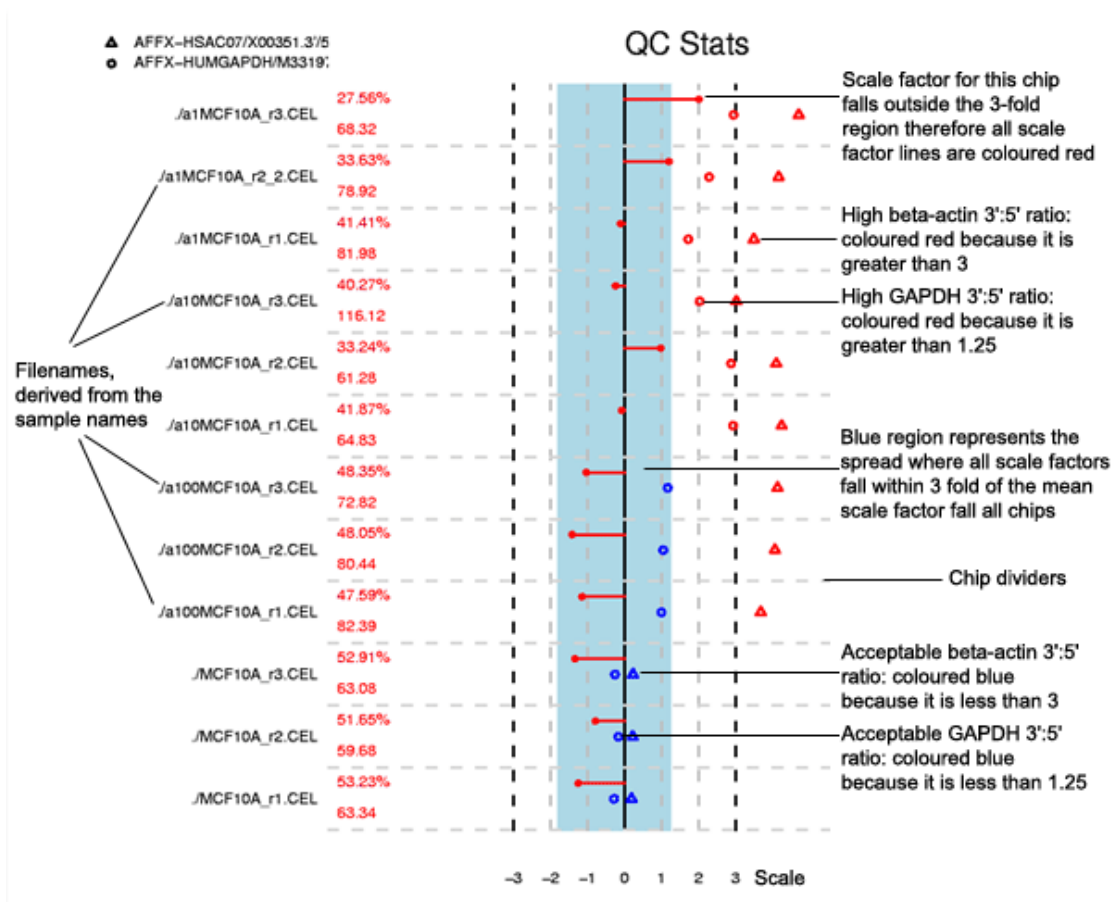 QC Stats
AFFX-HSAC07/X00351.3'/5
AFFX-HUMGAPDH/M3319
27.56%
./a1MCF10A_r3.CEL
68.32
33.63%
./a1MCF10A_r2_2.CEL
78.92
41.41%
./a1MCF10A_r1.CEL
81.98
40.27%
./a10MCF10A_r3.CEL
116.12
33.24%
./a10MCF10A_r2.CEL
61.28
41.87%
./a10MCF10A_r1.CEL
64.83
48.35%
./a100MCF10A_r3.CEL
72.82
48.05%
./a100MCF10A_r2.CEL
80.44
47.59%
./a100MCF10A_r1.CEL
82.39
52.91%
./MCF10A_r3.CEL
63.08
51.65%
./MCF10A_r2.CEL
59.68
53.23%
./MCF10A_r1.CEL
63.34
Filenames,
derived from the
sample names
Scale factor for this chip
falls outside the 3-fold
region therefore all scale
factor lines are coloured red
High beta-actin 3':5' ratio:
coloured red because it is
greater than 3
High GAPDH 3':5' ratio:
coloured red because it is
greater than 1.25
Blue region represents the
spread where all scale factors
fall within 3 fold of the mean
scale factor fall all chips
Chip dividers
Acceptable beta-actin 3':5'
ratio: coloured blue
because it is less than 3
Acceptable GAPDH 3':5'
ratio: coloured blue
because it is less than 1.25
-3 -2 -1 0 1 2 3 Scale